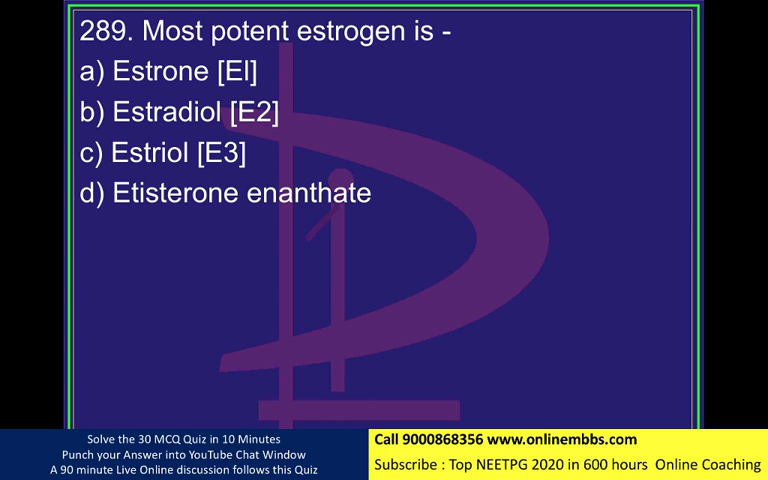 289. Most potent estrogen is -
a) Estrone [El]
b) Estradiol [E2]
c) Estriol [E3]
d) Etisterone enanthate
Solve the 30 MCQ Quiz in 10 Minutes
Punch your Answer into YouTube Chat Window
A 90 minute Live Online discussion follows this Quiz
Call 9000868356 www.onlinembbs.com
Subscribe : Top NEETPG 2020 in 600 hours Online Coaching